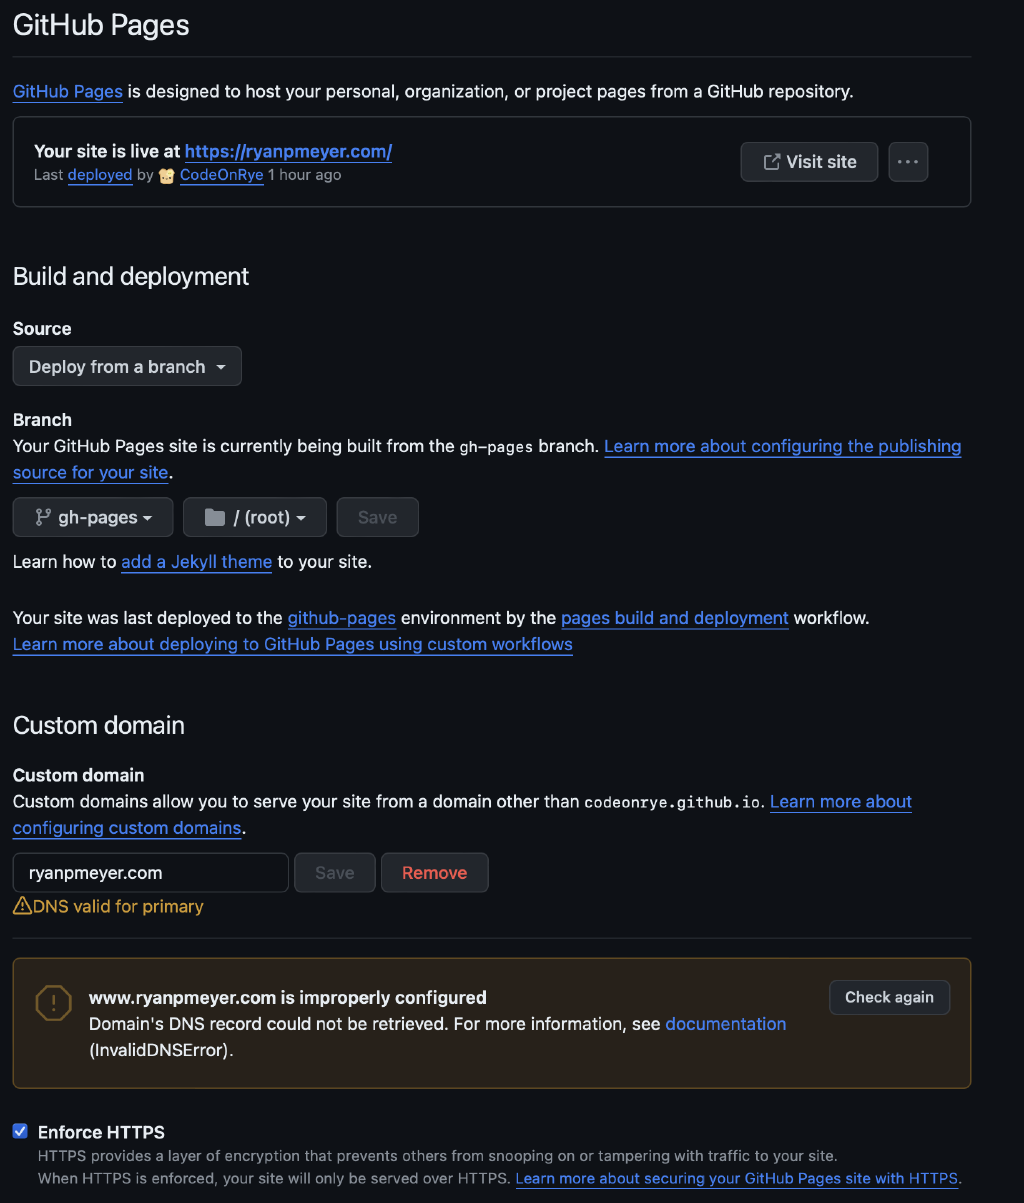 GitHub Pages
GitHub Pages is designed to host your personal, organization, or project pages from a GitHub repository.
Your site is live at https://ryanpmeyer.com/
Last deployed by CodeOnRye 1 hour ago
Visit site
Build and deployment
Source
Deploy from a branch
Branch
Your GitHub Pages site is currently being built from the gh-pages branch. Learn more about configuring the publishing
source for your site.
gh-pages / (root) Save
Learn how to add a Jekyll theme to your site.
Your site was last deployed to the github-pages environment by the pages build and deployment workflow.
Learn more about deploying to GitHub Pages using custom workflows
Custom domain
Custom domain
Custom domains allow you to serve your site from a domain other than codeonrye.github.io. Learn more about
configuring custom domains.
ryanpmeyer.com Save Remove
DNS valid for primary
www.ryanpmeyer.com is improperly configured
Check again
Domain's DNS record could not be retrieved. For more information, see documentation
(InvalidDNSError).
Enforce HTTPS
HTTPS provides a layer of encryption that prevents others from snooping on or tampering with traffic to your site.
When HTTPS is enforced, your site will only be served over HTTPS. Learn more about securing your GitHub Pages site with HTTPS.